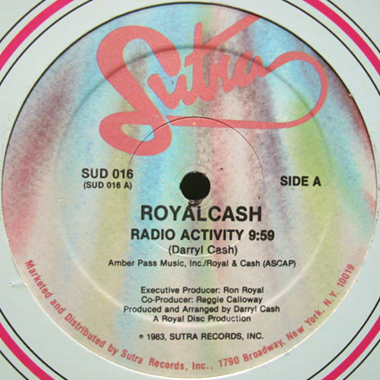 Sutra
SUD 016
(SUD 016 A)
SIDE A
ROYALCASH
RADIO ACTIVITY 9:59
(Darryl Cash)
Amber Pass Music, Inc./Royal & Cash (ASCAP)
Executive Producer: Ron Royal
Co-Producer: Reggie Calloway
Produced and Arranged by Darryl Cash
A Royal Disc Production
℗ 1983, SUTRA RECORDS, INC.
Manufactured and Distributed by Sutra Records, Inc., 1790 Broadway, New York, N.Y. 10019